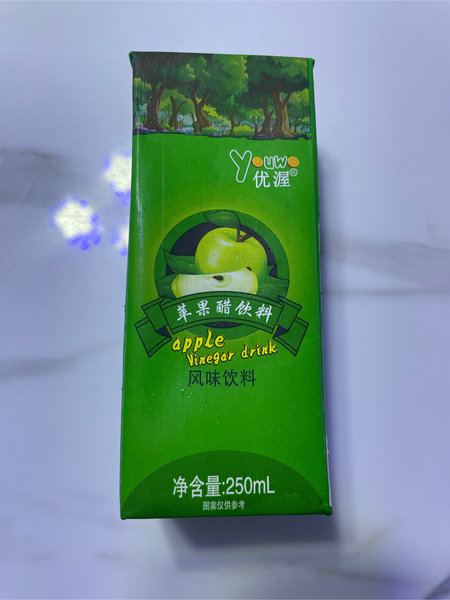 Youwo
优渥®
苹果醋饮料
apple
Vinegar drink
风味饮料
净含量:250mL
图案仅供参考